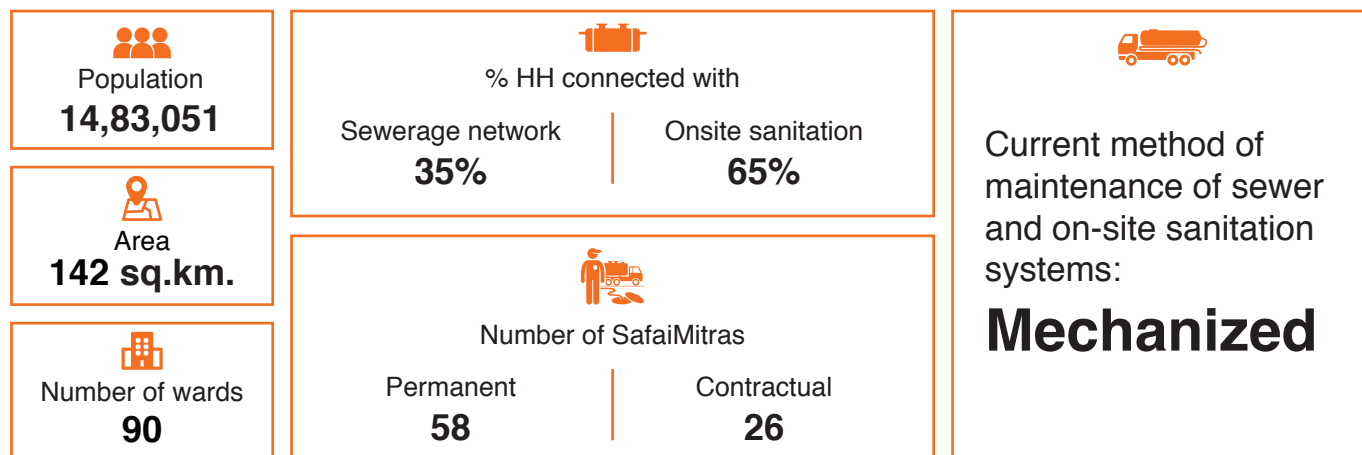 Population
14,83,051
Area
142 sq.km.
Number of wards
90
% HH connected with
Sewerage network
35%
Onsite sanitation
65%
Number of SafaiMitras
Permanent
58
Contractual
26
Current method of
maintenance of sewer
and on-site sanitation
systems:
Mechanized